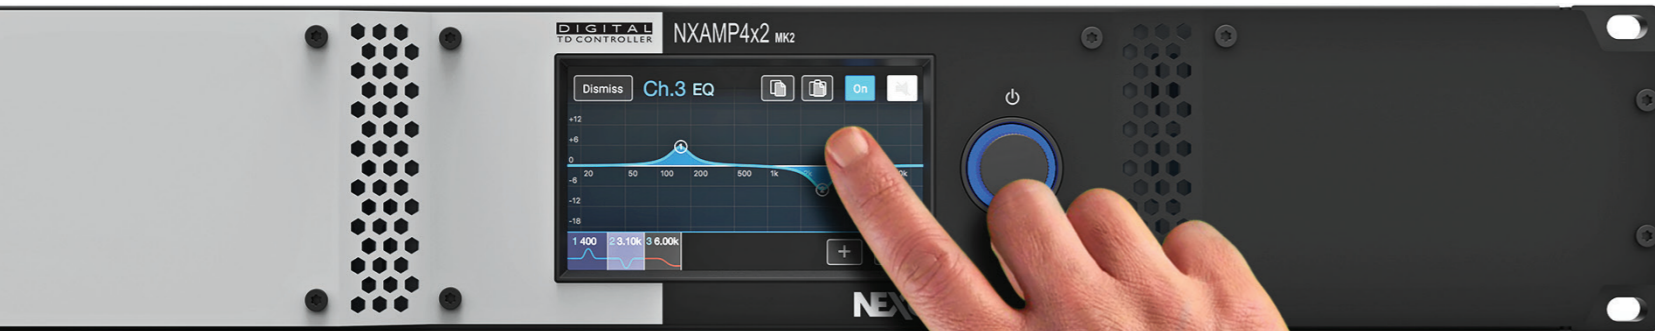 DIGITAL
TD CONTROLLER
NXAMP4x2 MK2
Dismiss Ch.3 EQ On
+12
+6
0
20 50 100 200 500 1k
-6
-12
-18
1 400 2 3.10k 3 6.00k
+